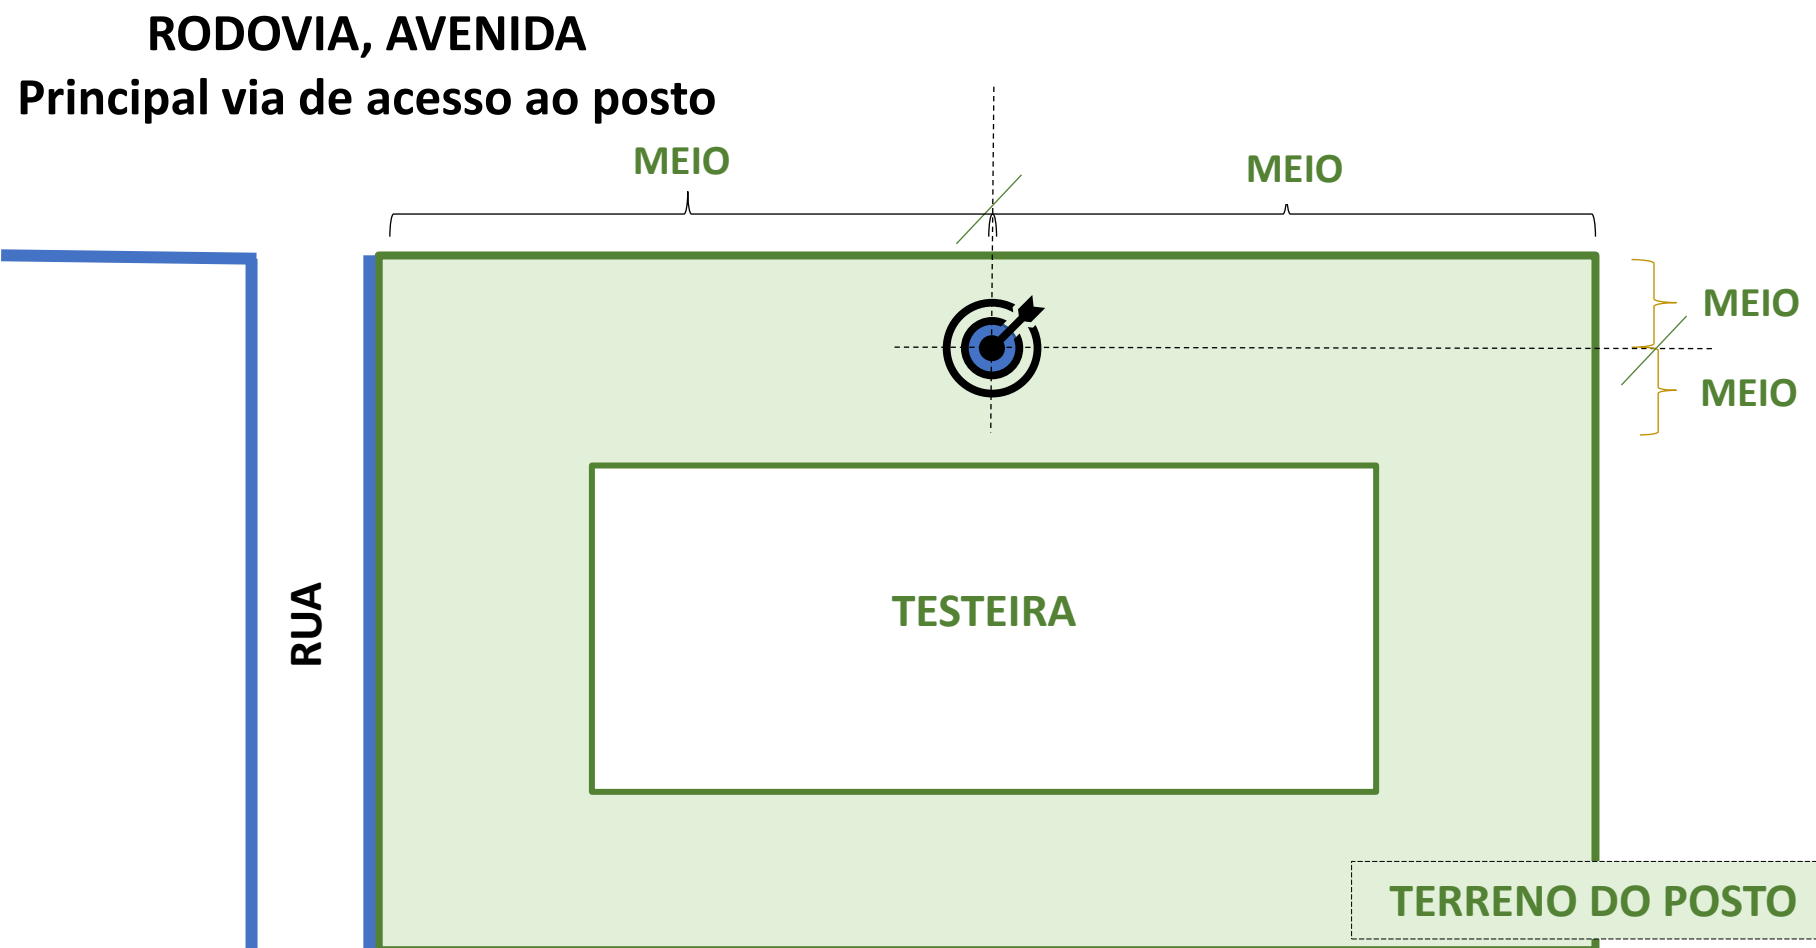 RODOVIA, AVENIDA
Principal via de acesso ao posto
MEIO
MEIO
MEIO
MEIO
RUA
TESTEIRA
TERRENO DO POSTO